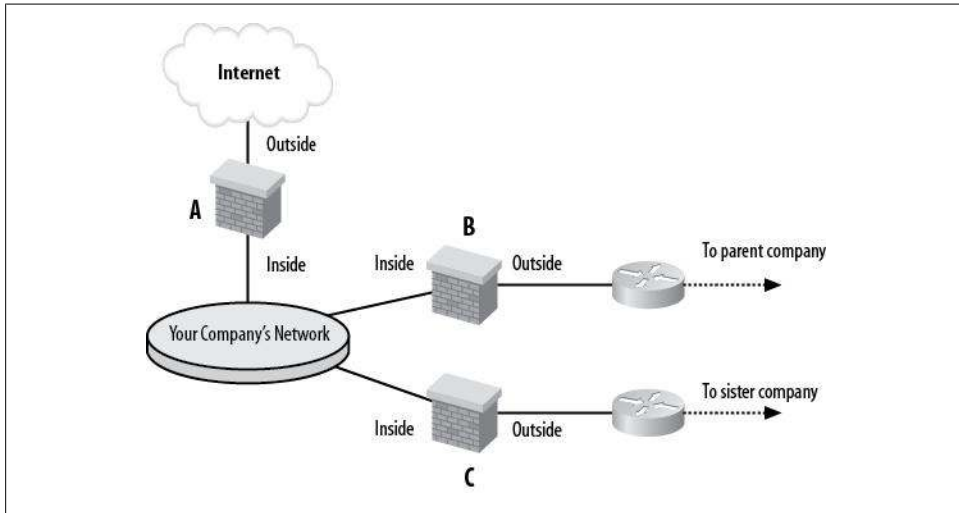 Internet
Outside
A
Inside
B
Inside
Outside
To parent company
Your Company's Network
To sister company
Inside
Outside
C